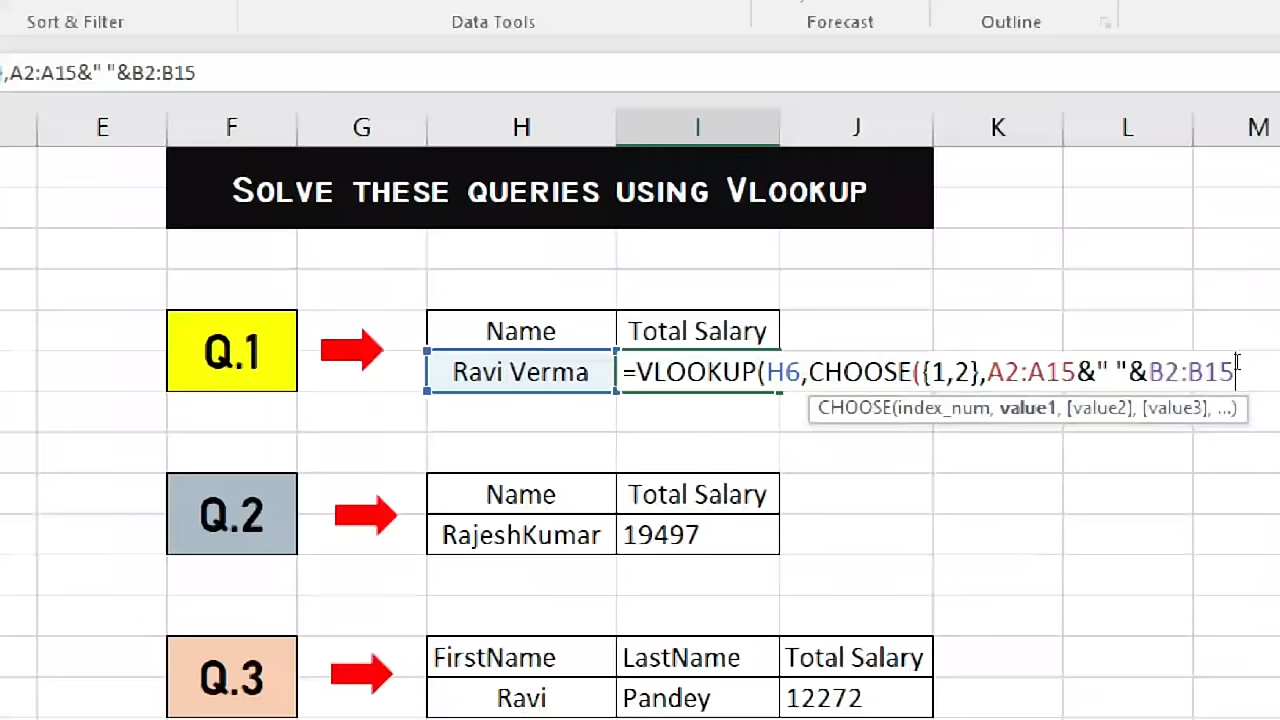 Sort & Filter Data Tools Forecast Outline
,A2:A15&" "&B2:B15
E F G H I J K L M
Solve these queries using Vlookup
Q.1
Name Total Salary
Ravi Verma =VLOOKUP(H6,CHOOSE({1,2},A2:A15&" "&B2:B15
CHOOSE(index_num, value1, [value2], [value3], ...)
Q.2
Name Total Salary
RajeshKumar 19497
Q.3
FirstName LastName Total Salary
Ravi Pandey 12272